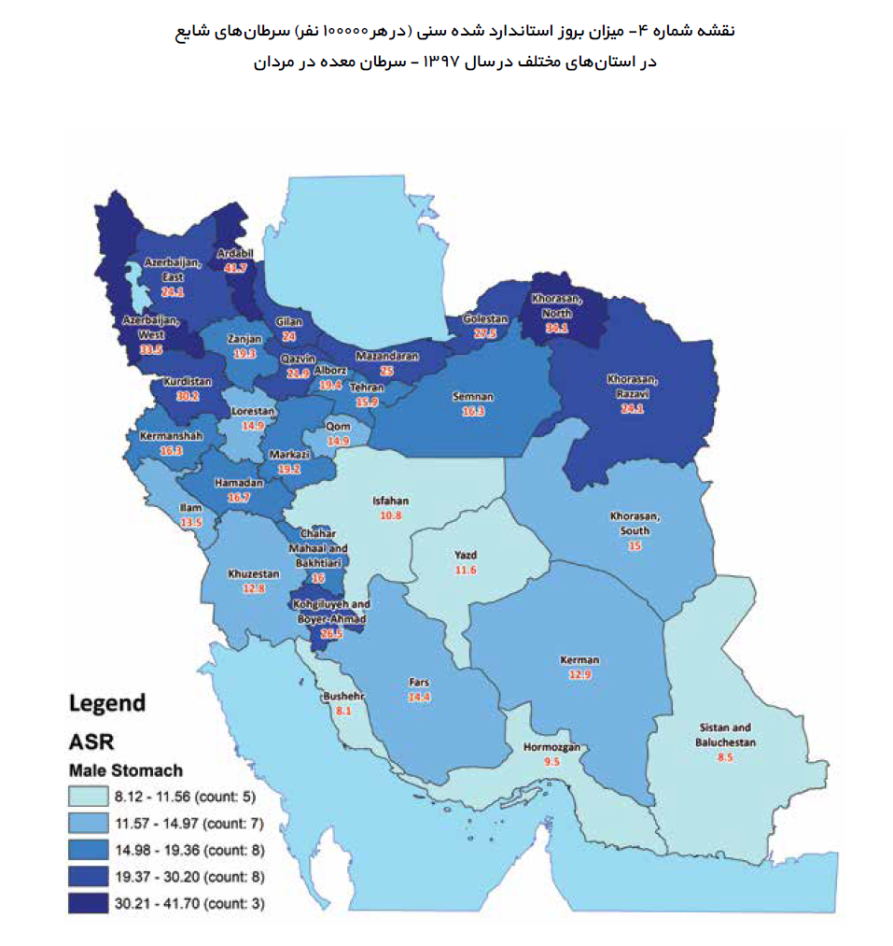 نقشه شماره ۴- میزان بروز استاندارد شده سنی (در هر ۱۰۰۰۰۰ نفر) سرطان‌های شایع
در استان‌های مختلف در سال ۱۳۹۷ - سرطان معده در مردان
Ardabil
41.7
Azerbaijan,
East
24.1
Azerbaijan,
West
33.5
Gilan
24
Zanjan
19.3
Golestan
27.5
Khorasan,
North
34.1
Qazvin
21.9
Alborz
19.4
Mazandaran
25
Tehran
15.9
Kurdistan
30.2
Semnan
16.3
Khorasan,
Razavi
24.1
Lorestan
14.9
Qom
14.9
Kermanshah
16.3
Markazi
19.2
Hamadan
16.7
Ilam
13.5
Isfahan
10.8
Khorasan,
South
15
Chahar
Mahaal and
Bakhtiari
16
Yazd
11.6
Khuzestan
12.8
Kohgiluyeh and
Boyer-Ahmad
26.5
Kerman
12.9
Fars
14.4
Bushehr
8.1
Hormozgan
9.5
Sistan and
Baluchestan
8.5
Legend
ASR
Male Stomach
8.12 - 11.56 (count: 5)
11.57 - 14.97 (count: 7)
14.98 - 19.36 (count: 8)
19.37 - 30.20 (count: 8)
30.21 - 41.70 (count: 3)